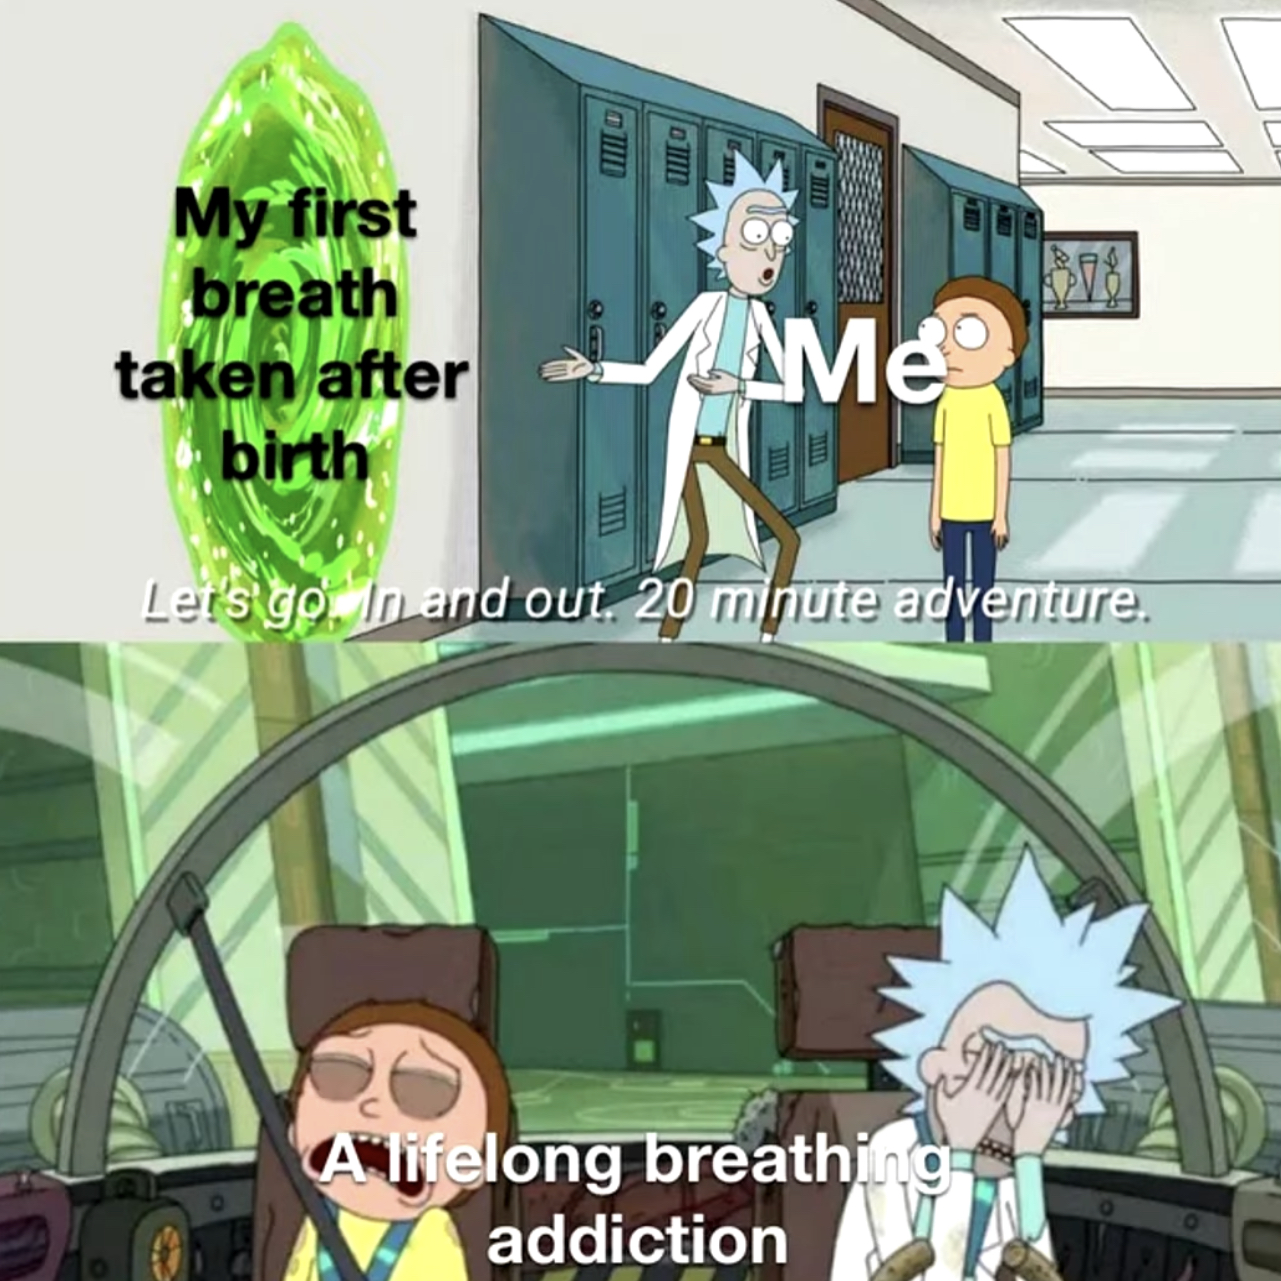 My first
breath
taken after
birth
Me
Let's go. In and out. 20 minute adventure.
A lifelong breathing
addiction